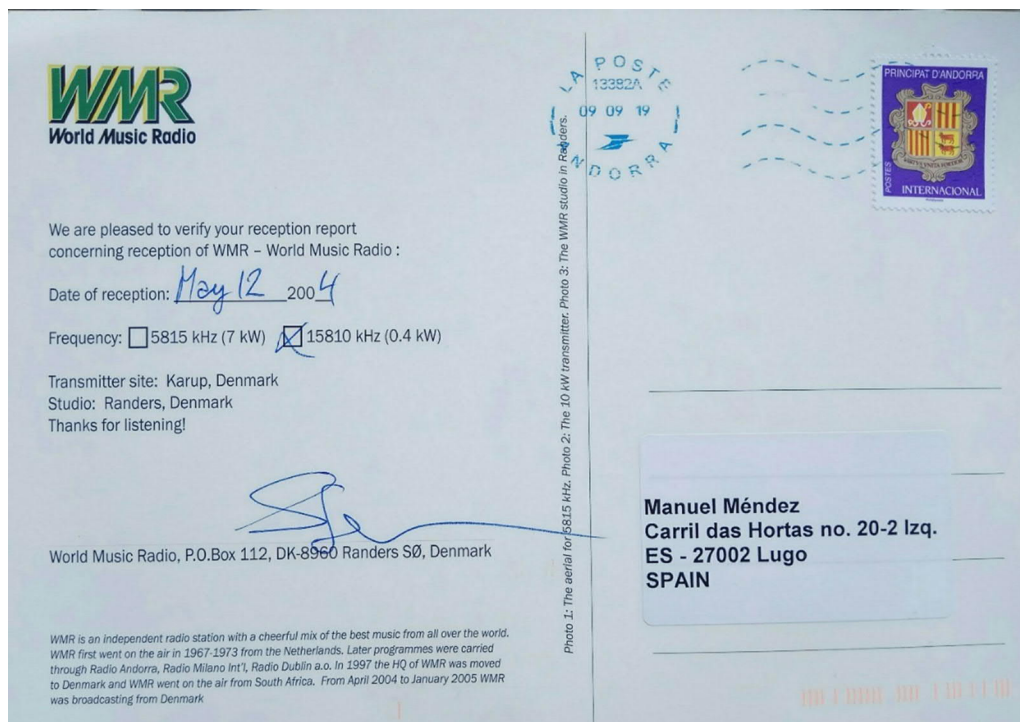 WMR
World Music Radio
We are pleased to verify your reception report
concerning reception of WMR – World Music Radio :
Date of reception: May 12 2004
Frequency: 5815 kHz (7 kW) 15810 kHz (0.4 kW)
Transmitter site: Karup, Denmark
Studio: Randers, Denmark
Thanks for listening!
World Music Radio, P.O.Box 112, DK-8960 Randers SØ, Denmark
WMR is an independent radio station with a cheerful mix of the best music from all over the world.
WMR first went on the air in 1967-1973 from the Netherlands. Later programmes were carried
through Radio Andorra, Radio Milano Int'l, Radio Dublin a.o. In 1997 the HQ of WMR was moved
to Denmark and WMR went on the air from South Africa. From April 2004 to January 2005 WMR
was broadcasting from Denmark
Photo 1: The aerial for 5815 kHz. Photo 2: The 10 kW transmitter. Photo 3: The WMR studio in Randers.
LA POSTE
13382A
09 09 19
ANDORRA
PRINCIPAT D'ANDORRA
POSTES
INTERNACIONAL
Manuel Méndez
Carril das Hortas no. 20-2 Izq.
ES - 27002 Lugo
SPAIN